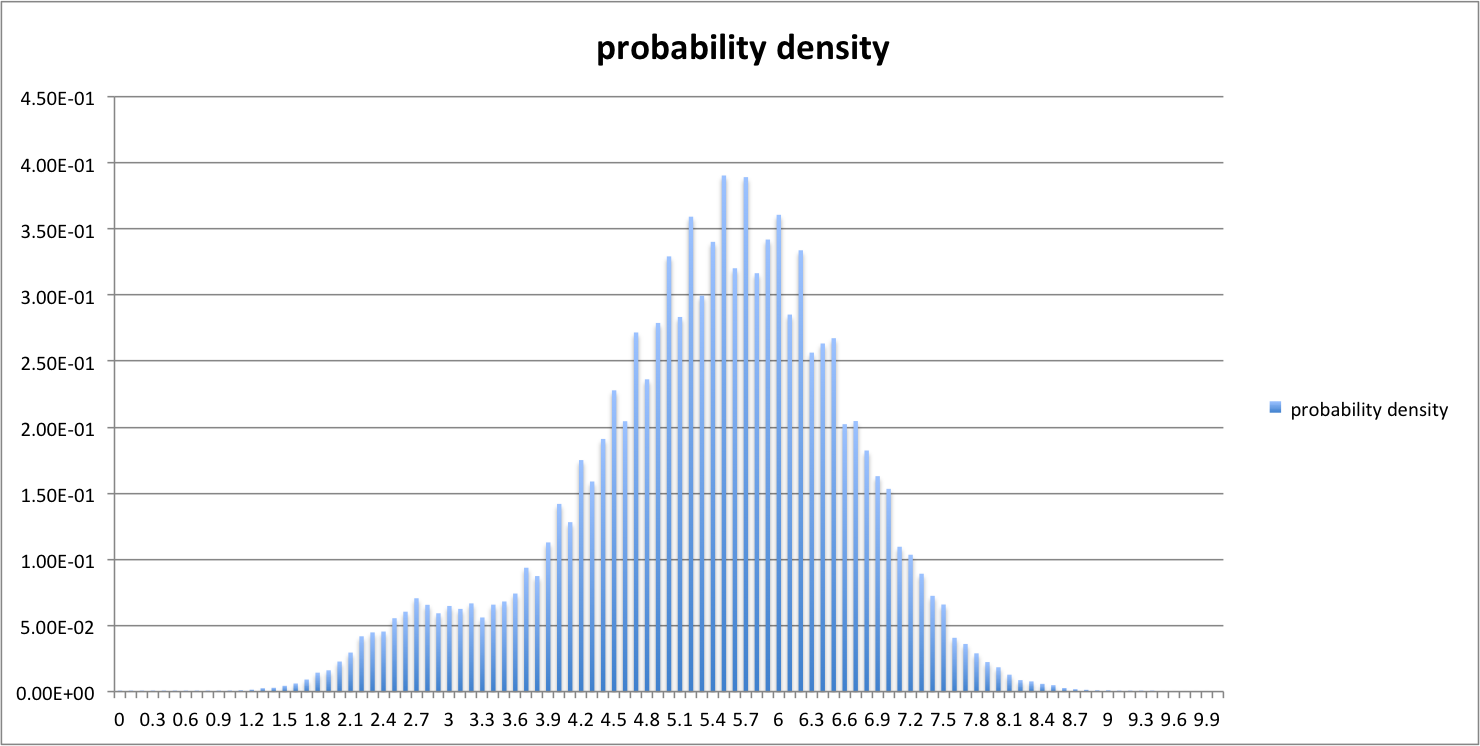 probability density
4.50E-01
4.00E-01
3.50E-01
3.00E-01
2.50E-01
2.00E-01
1.50E-01
1.00E-01
5.00E-02
0.00E+00
0 0.3 0.6 0.9 1.2 1.5 1.8 2.1 2.4 2.7 3 3.3 3.6 3.9 4.2 4.5 4.8 5.1 5.4 5.7 6 6.3 6.6 6.9 7.2 7.5 7.8 8.1 8.4 8.7 9 9.3 9.6 9.9
probability density